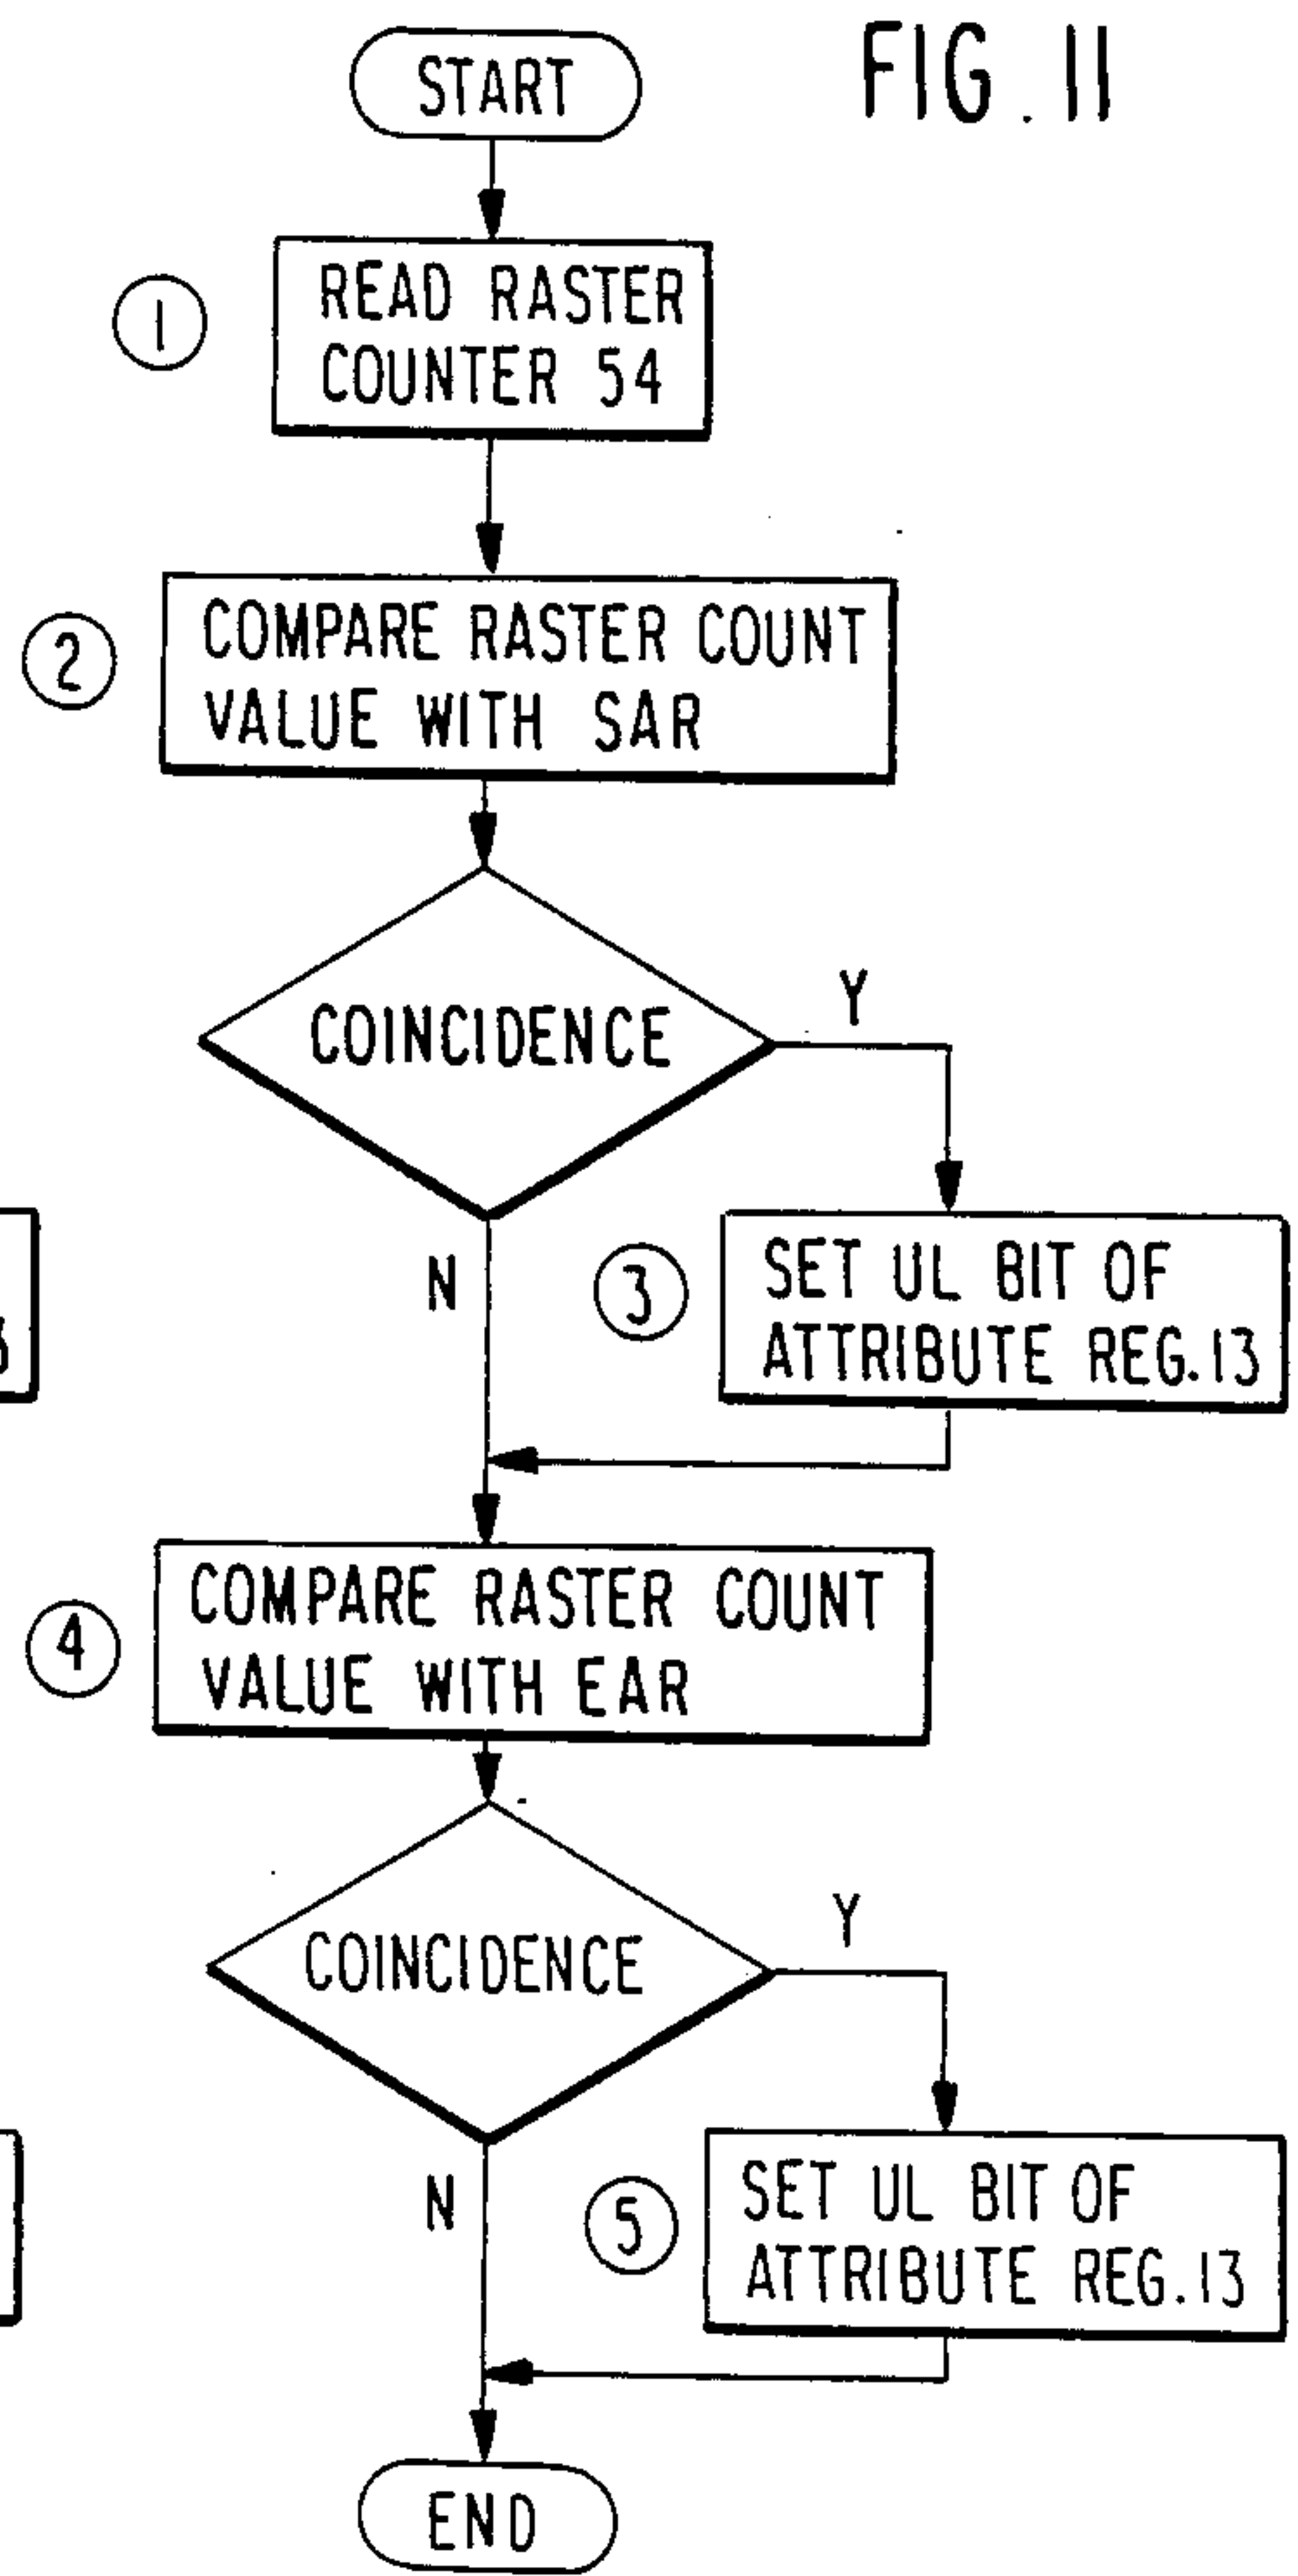 FIG. 11
START
1
READ RASTER
COUNTER 54
2
COMPARE RASTER COUNT
VALUE WITH SAR
COINCIDENCE
Y
N
3
SET UL BIT OF
ATTRIBUTE REG.13
4
COMPARE RASTER COUNT
VALUE WITH EAR
COINCIDENCE
Y
N
5
SET UL BIT OF
ATTRIBUTE REG.13
END